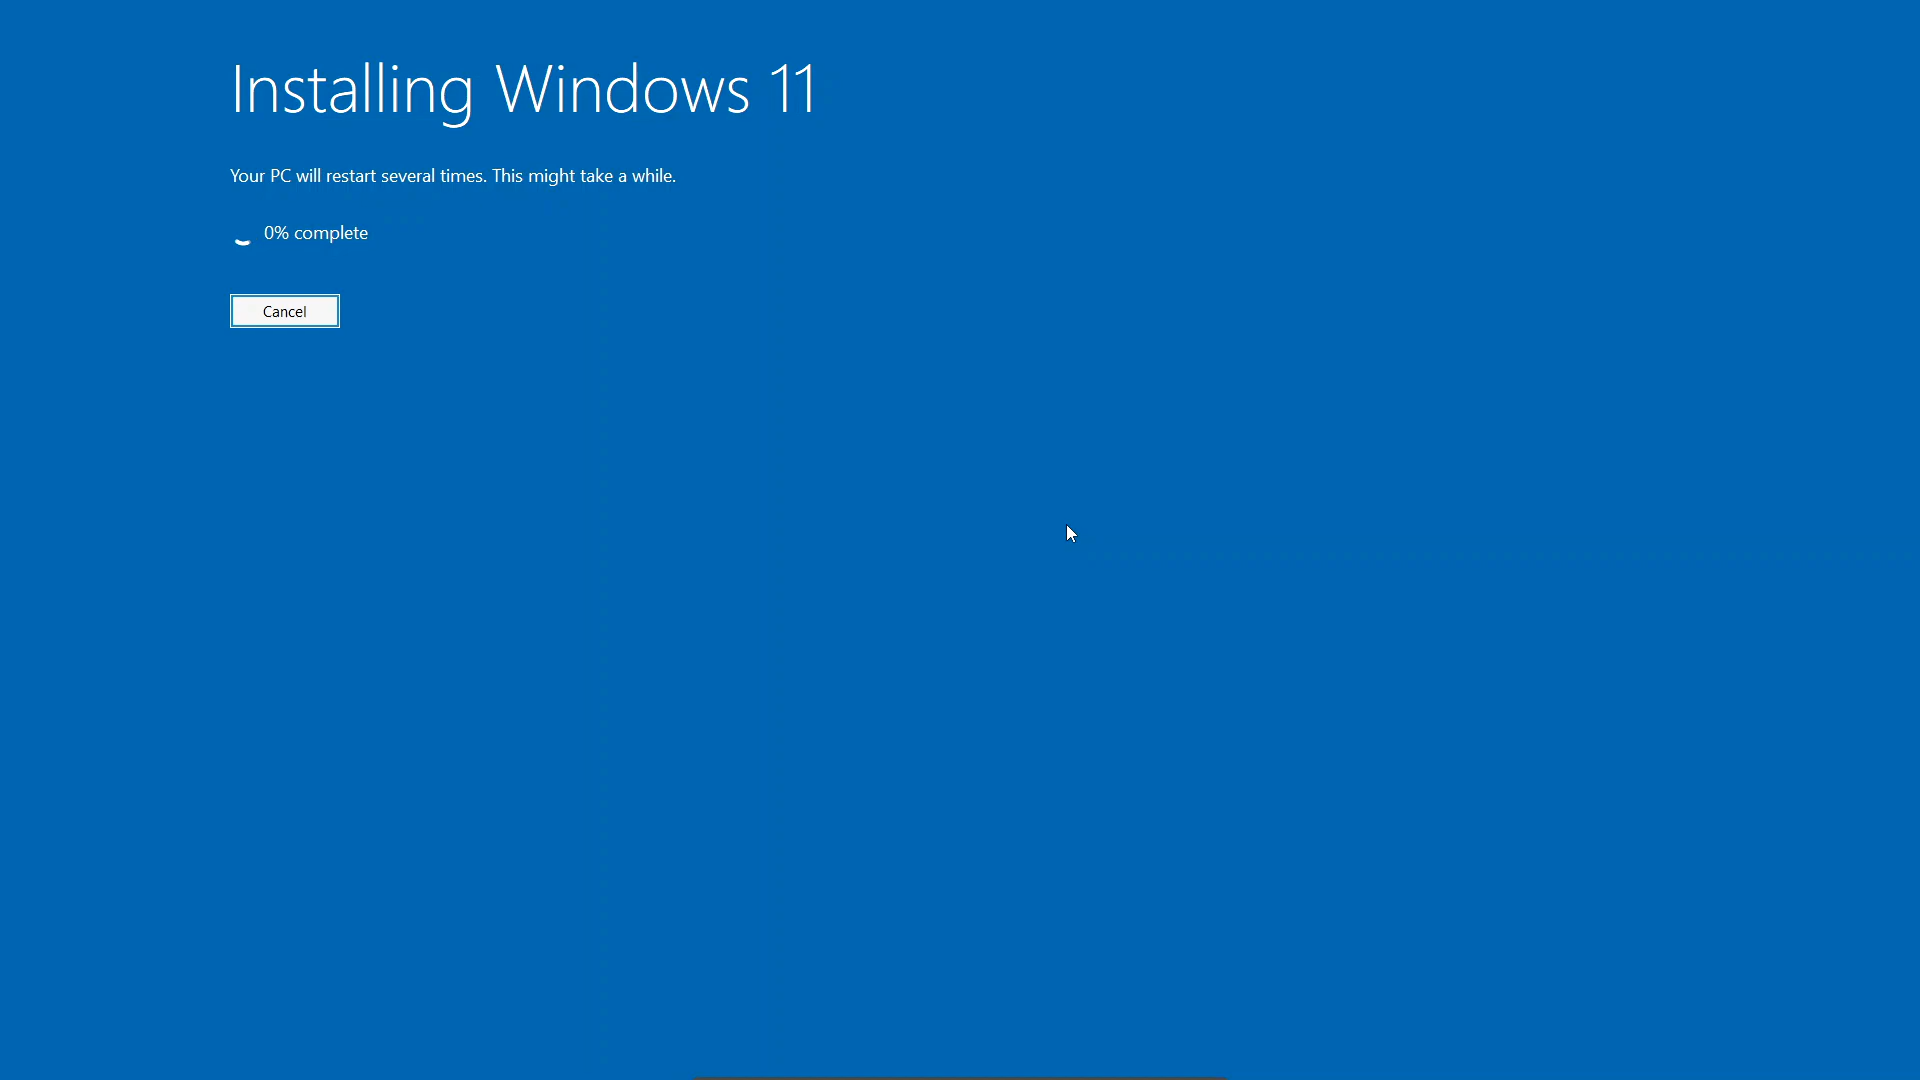 Installing Windows 11
Your PC will restart several times. This might take a while.
0% complete
Cancel